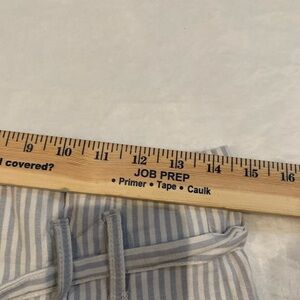 9 10 11 12 13 14 15 16
covered?
JOB PREP
• Primer • Tape • Caulk